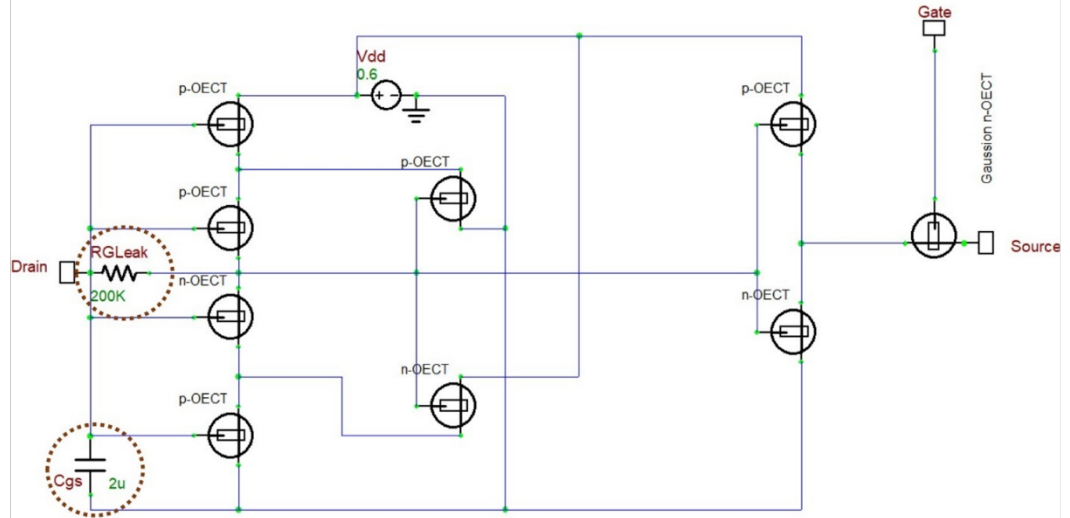 Gate
Vdd
0.6
p-OECT
p-OECT
Gaussion n-OECT
p-OECT
p-OECT
RGLeak
Drain
Source
200K
n-OECT
n-OECT
n-OECT
p-OECT
Cgs
2u